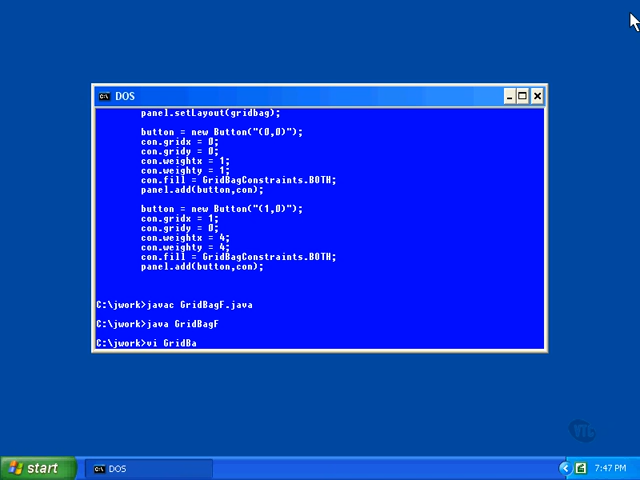 DOS
panel.setLayout(gridbag);
button = new Button("(0,0)");
con.gridx = 0;
con.gridy = 0;
con.weightx = 1;
con.weighty = 1;
con.fill = GridBagConstraints.BOTH;
panel.add(button,con);
button = new Button("(1,0)");
con.gridx = 1;
con.gridy = 0;
con.weightx = 4;
con.weighty = 4;
con.fill = GridBagConstraints.BOTH;
panel.add(button,con);
C:\jwork>javac GridBagF.java
C:\jwork>java GridBagF
C:\jwork>vi GridBa
VTC
start
DOS
7:47 PM